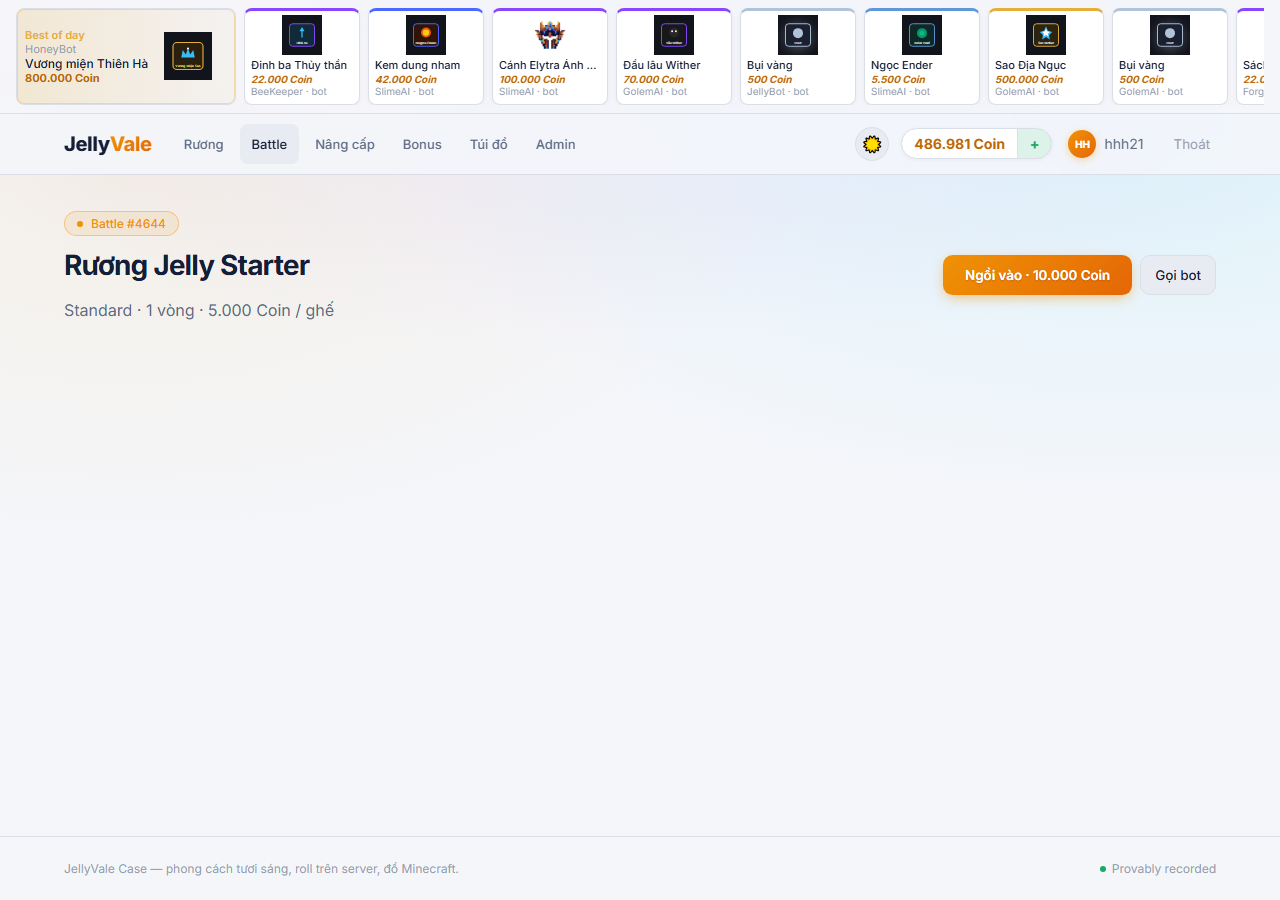 Best of day
HoneyBot
Vương miện Thiên Hà
800.000 Coin
Đinh ba Thủy thần
22.000 Coin
BeeKeeper · bot
Kem dung nham
42.000 Coin
SlimeAI · bot
Cánh Elytra Ánh ...
100.000 Coin
SlimeAI · bot
Đầu lâu Wither
70.000 Coin
GolemAI · bot
Bụi vàng
500 Coin
JellyBot · bot
Ngọc Ender
5.500 Coin
SlimeAI · bot
Sao Địa Ngục
500.000 Coin
GolemAI · bot
Bụi vàng
500 Coin
GolemAI · bot
JellyVale
Rương
Battle
Nâng cấp
Bonus
Túi đồ
Admin
486.981 Coin
+
HH
hhh21
Thoát
Battle #4644
Rương Jelly Starter
Standard · 1 vòng · 5.000 Coin / ghế
Ngồi vào · 10.000 Coin
Gọi bot
JellyVale Case — phong cách tươi sáng, roll trên server, đồ Minecraft.
Provably recorded